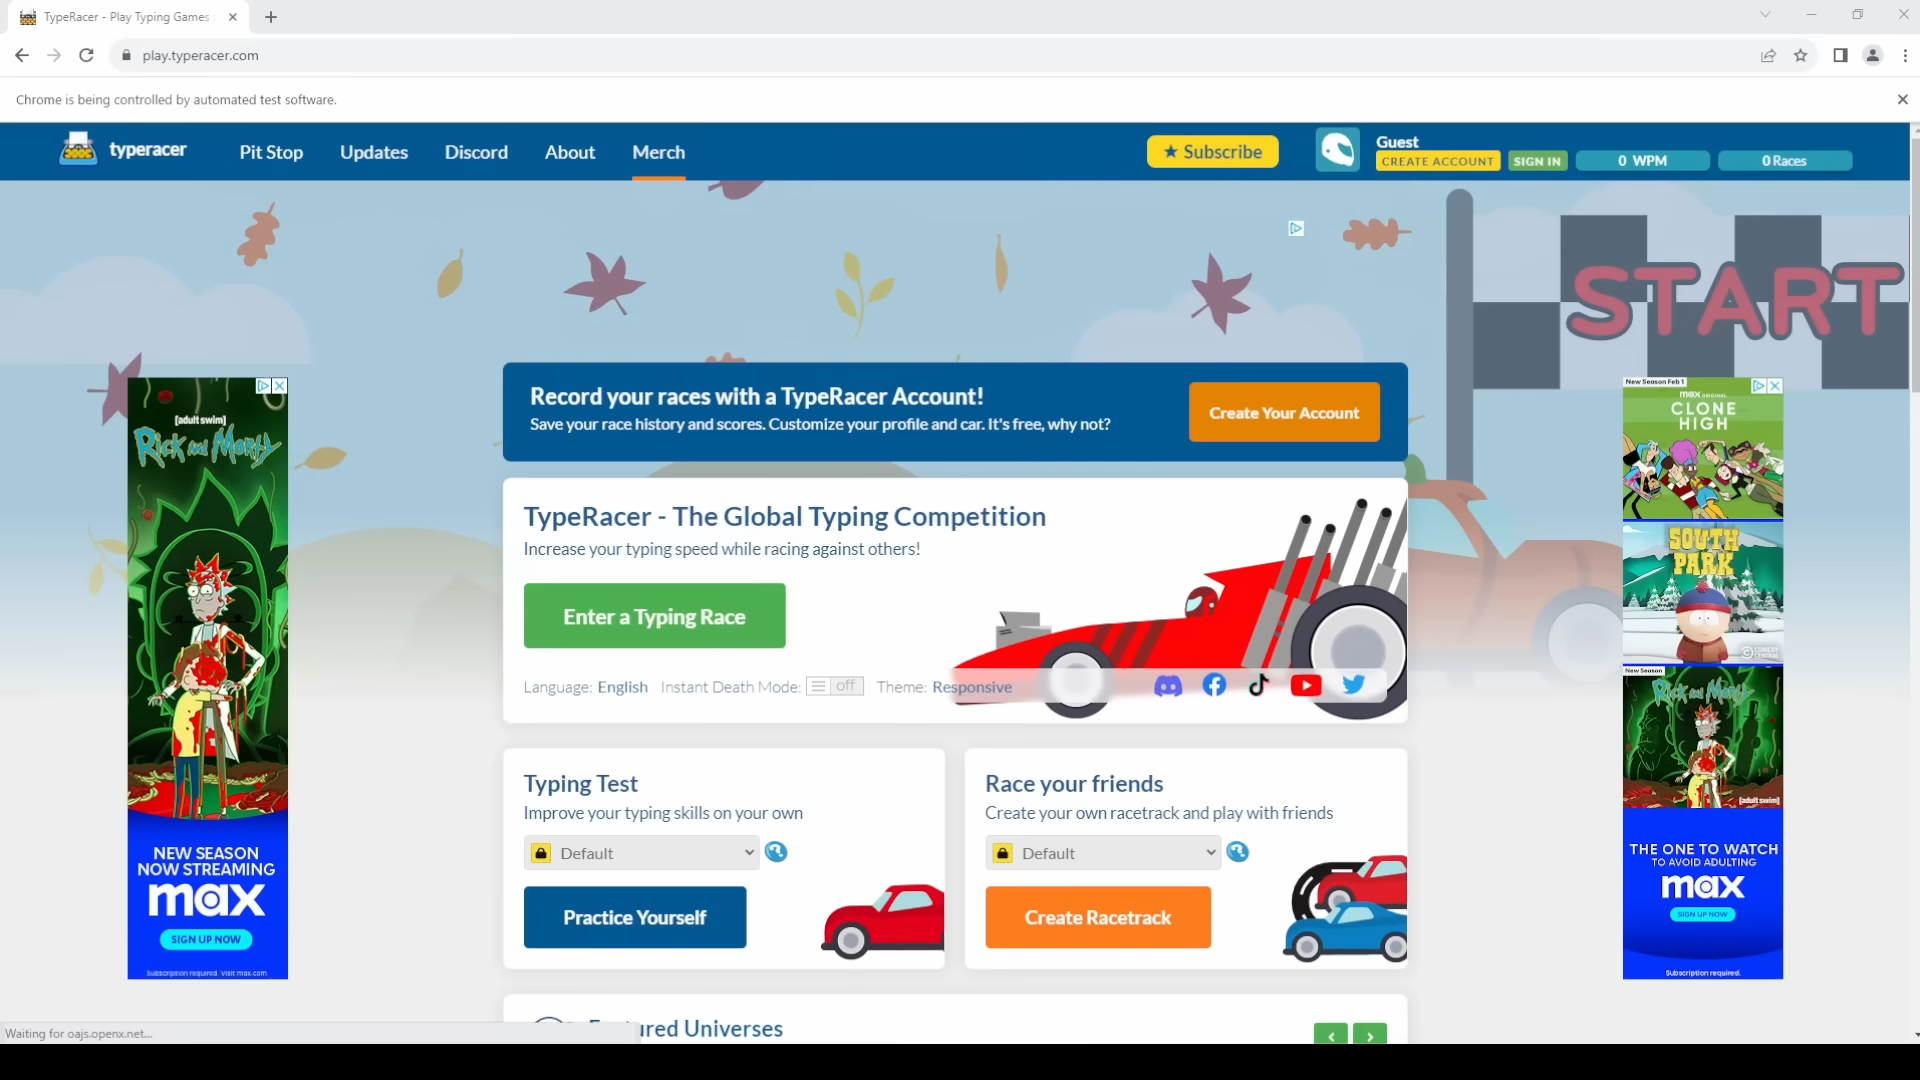 TypeRacer - Play Typing Games
play.typeracer.com
Chrome is being controlled by automated test software.
typeracer
Pit Stop
Updates
Discord
About
Merch
★ Subscribe
Guest
CREATE ACCOUNT
SIGN IN
0 WPM
0 Races
START
Record your races with a TypeRacer Account!
Save your race history and scores. Customize your profile and car. It's free, why not?
Create Your Account
[adult swim]
Rick and Morty
NEW SEASON
NOW STREAMING
max
SIGN UP NOW
Subscription required. Visit max.com.
TypeRacer - The Global Typing Competition
Increase your typing speed while racing against others!
Enter a Typing Race
Language: English Instant Death Mode: off Theme: Responsive
Typing Test
Improve your typing skills on your own
Default
Practice Yourself
Race your friends
Create your own racetrack and play with friends
Default
Create Racetrack
New Season Feb 1
max ORIGINAL
CLONE
HIGH
SOUTH
PARK
COMEDY CENTRAL
New Season
Rick and Morty
[adult swim]
THE ONE TO WATCH
TO AVOID ADULTING
max
SIGN UP NOW
Subscription required.
Universes
Waiting for oajs.openx.net...